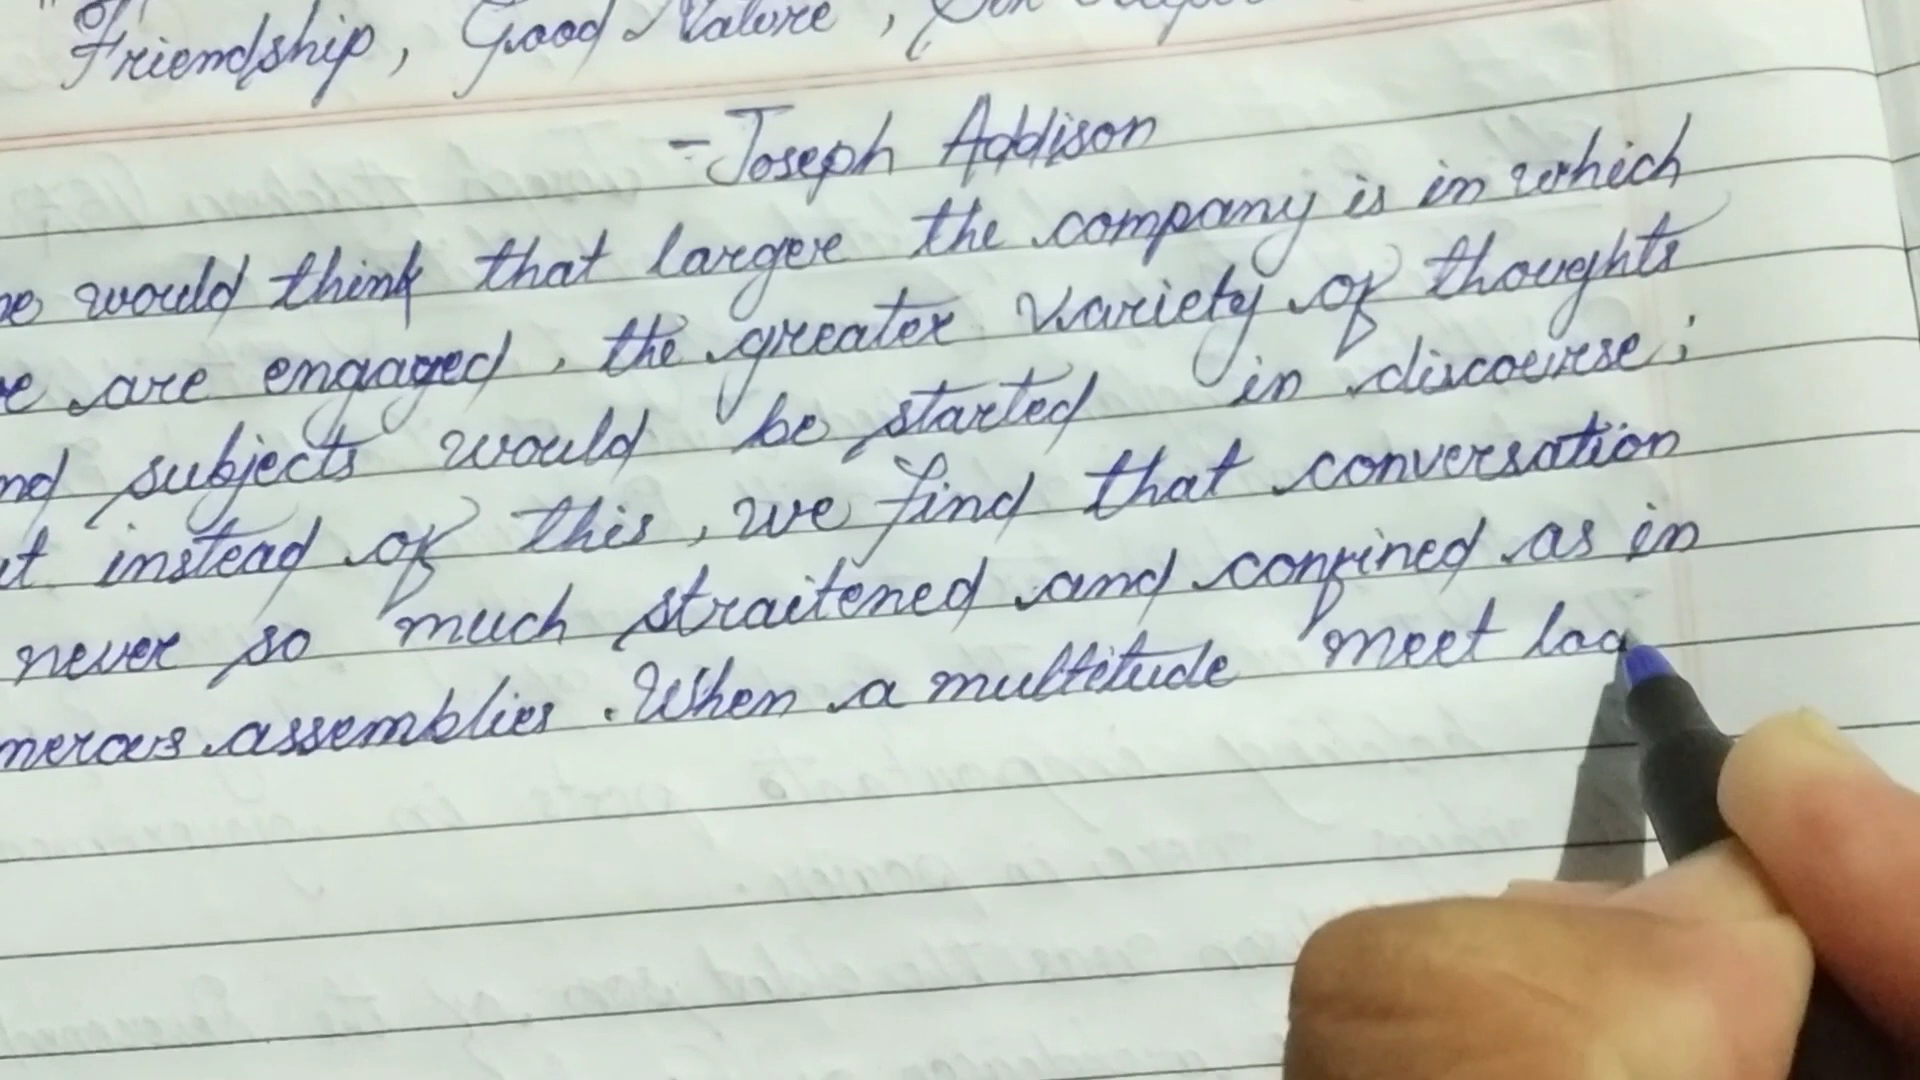 Friendship, Good Nature,
- Joseph Addison
would think that larger the company is in which
are engaged, the greater variety of thoughts
subjects would be started in discourse;
instead of this, we find that conversation
never so much straitened and confined as in
assemblies. When a multitude meet